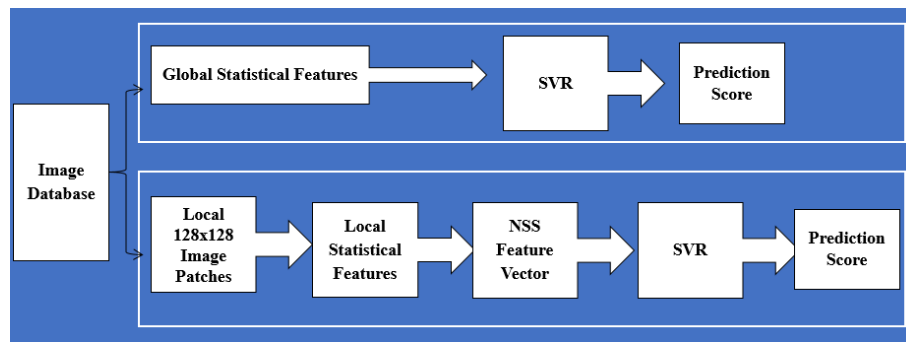 Image
Database
Global Statistical Features
SVR
Prediction
Score
Local
128x128
Image
Patches
Local
Statistical
Features
NSS
Feature
Vector
SVR
Prediction
Score